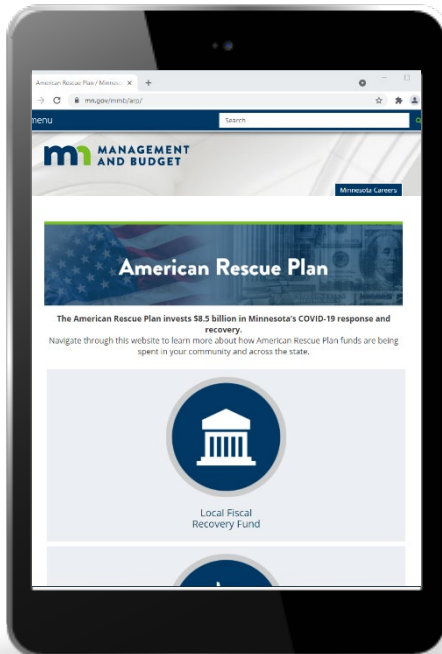 American Rescue Plan / Minnes
mn.gov/mmb/arp/
menu
Search
mn MANAGEMENT
AND BUDGET
Minnesota Careers
American Rescue Plan
The American Rescue Plan invests $8.5 billion in Minnesota's COVID-19 response and
recovery.
Navigate through this website to learn more about how American Rescue Plan funds are being
spent in your community and across the state.
Local Fiscal
Recovery Fund